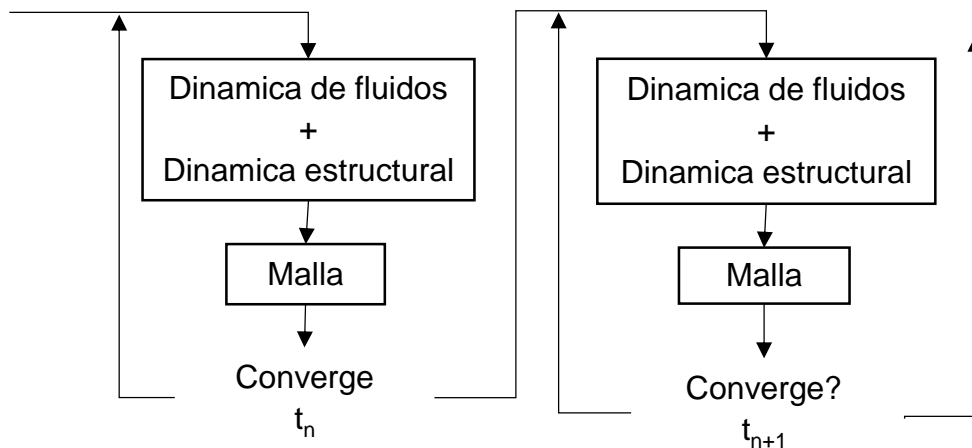 Dinamica de fluidos
+
Dinamica estructural
Malla
Converge
tn
Dinamica de fluidos
+
Dinamica estructural
Malla
Converge?
tn+1